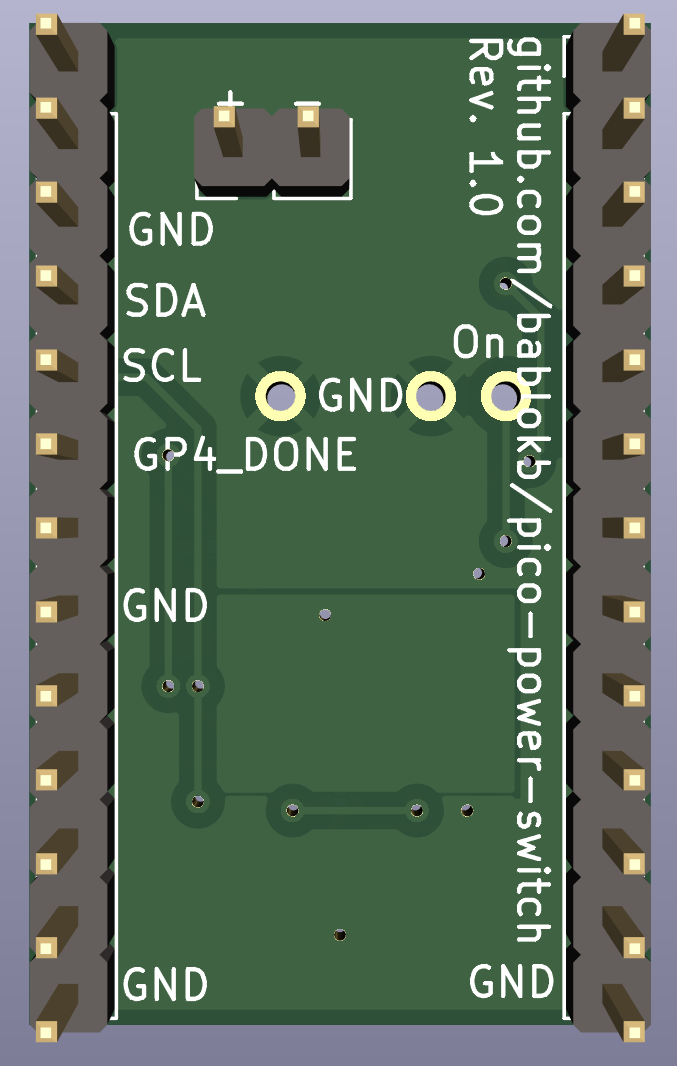 github.com/bablokb/pico-power-switch
Rev. 1.0
+ -
GND
SDA
On
SCL
GND
GP4_DONE
GND
GND
GND